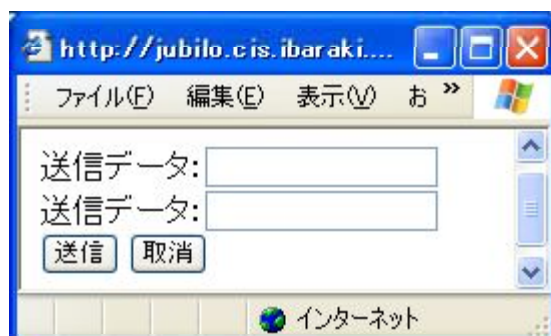 http://jubilo.cis.ibaraki....
ファイル(F) 編集(E) 表示(V) お »
送信データ:
送信データ:
送信 取消
インターネット